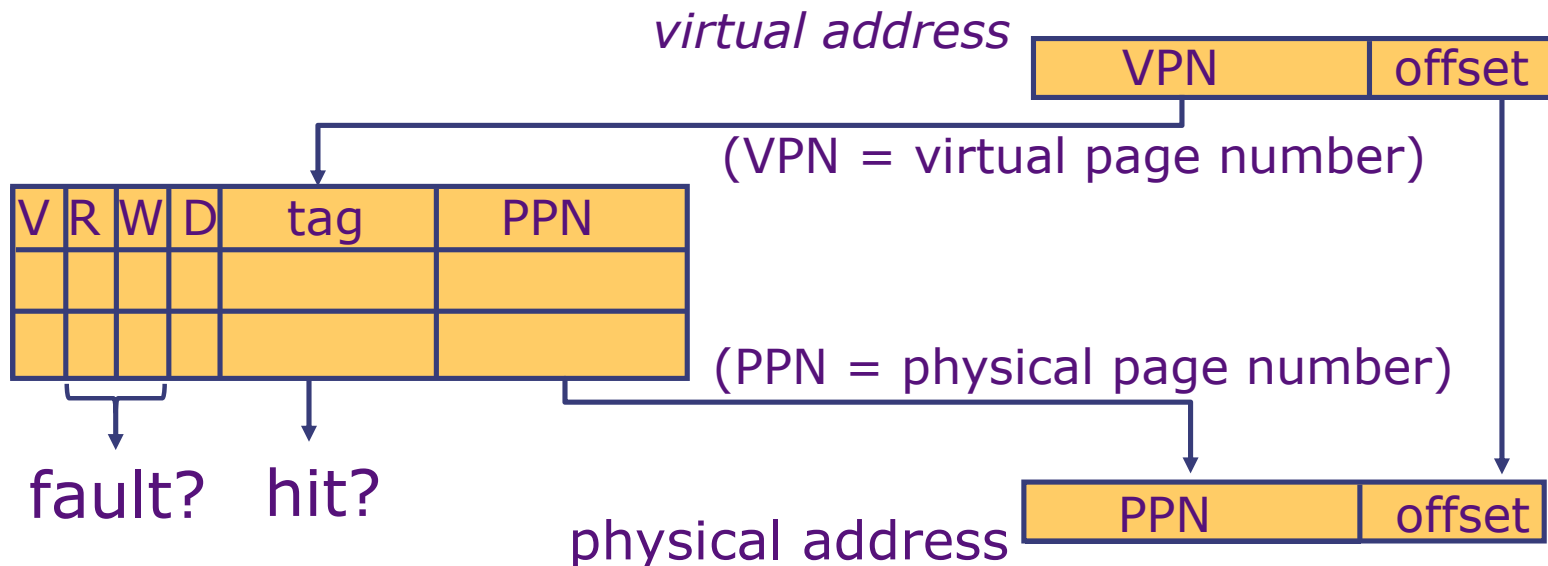 virtual address
VPN offset
(VPN = virtual page number)
V R W D tag PPN
(PPN = physical page number)
fault? hit?
PPN offset
physical address